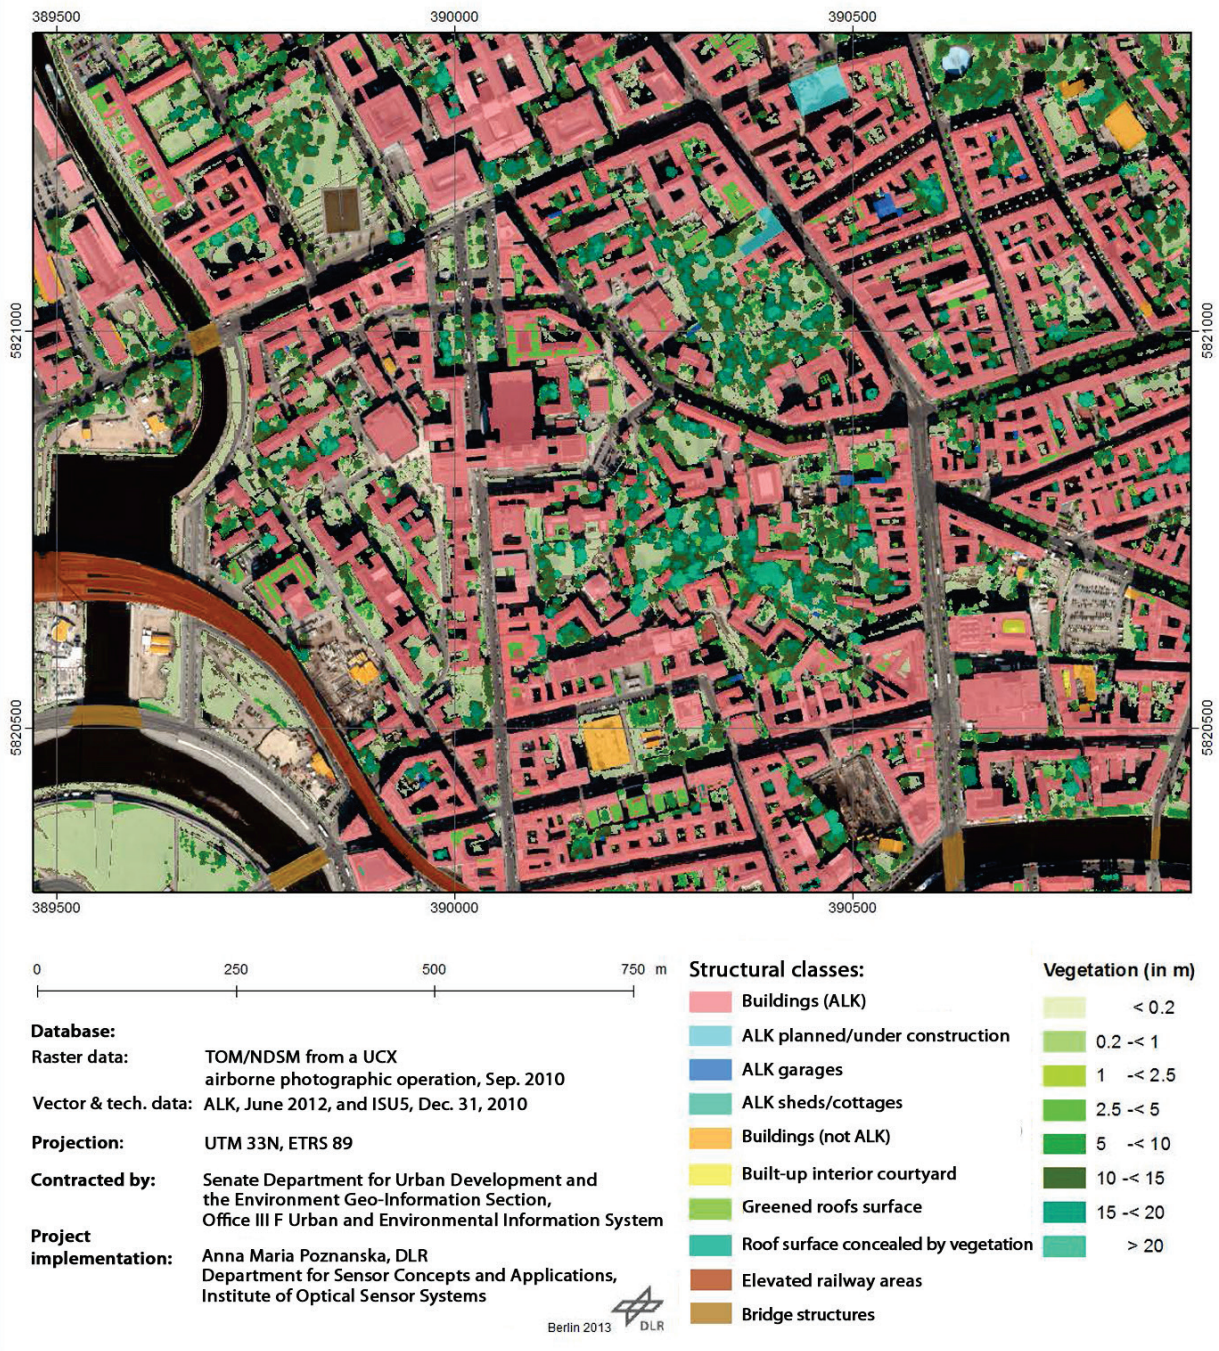 389500
390000
390500
5821000
5821000
5820500
5820500
389500
390000
390500
0
250
500
750 m
Database:
Raster data: TOM/NDSM from a UCX
airborne photographic operation, Sep. 2010
Vector & tech. data: ALK, June 2012, and ISU5, Dec. 31, 2010
Projection: UTM 33N, ETRS 89
Contracted by: Senate Department for Urban Development and
the Environment Geo-Information Section,
Office III F Urban and Environmental Information System
Project
implementation: Anna Maria Poznanska, DLR
Department for Sensor Concepts and Applications,
Institute of Optical Sensor Systems
Berlin 2013
DLR
Structural classes:
Buildings (ALK)
ALK planned/under construction
ALK garages
ALK sheds/cottages
Buildings (not ALK)
Built-up interior courtyard
Greened roofs surface
Roof surface concealed by vegetation
Elevated railway areas
Bridge structures
Vegetation (in m)
< 0.2
0.2 -< 1
1 -< 2.5
2.5 -< 5
5 -< 10
10 -< 15
15 -< 20
> 20